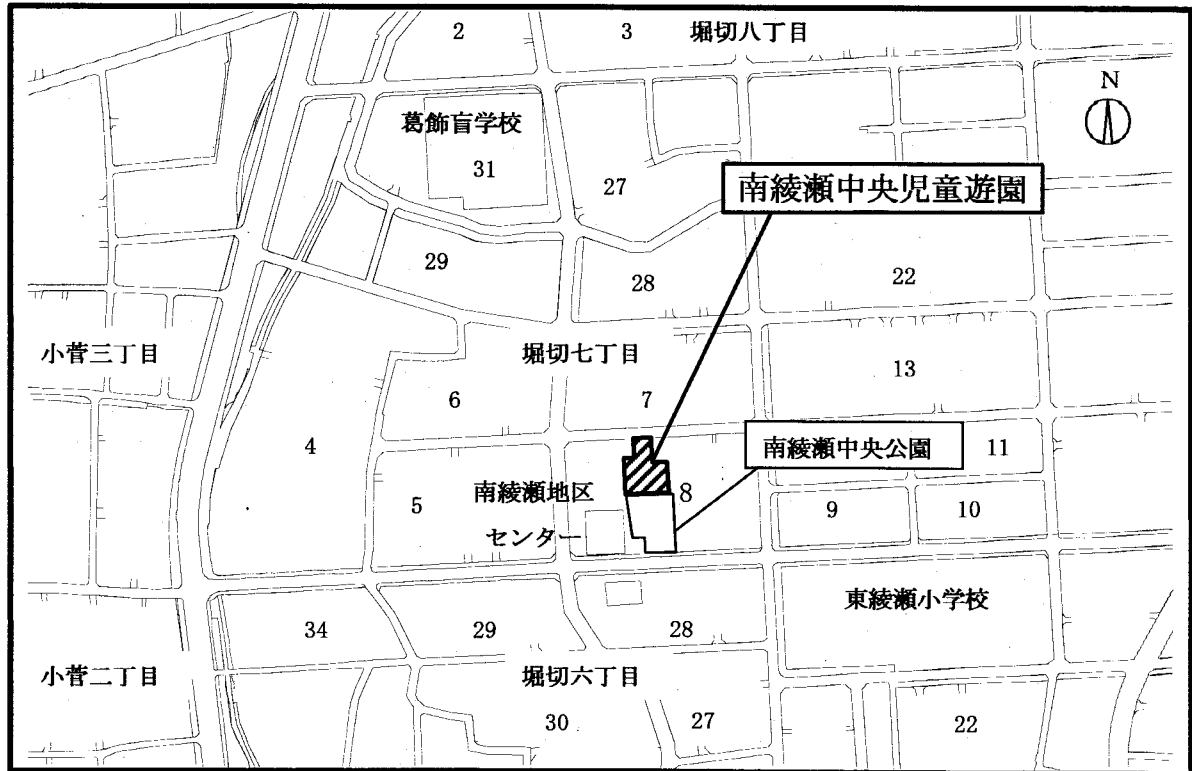 2
3
堀切八丁目
N
葛飾盲学校
31
27
南綾瀬中央児童遊園
29
28
22
小菅三丁目
堀切七丁目
13
6
7
4
南綾瀬中央公園
11
5
南綾瀬地区
センター
8
9
10
東綾瀬小学校
34
29
28
小菅二丁目
堀切六丁目
30
27
22